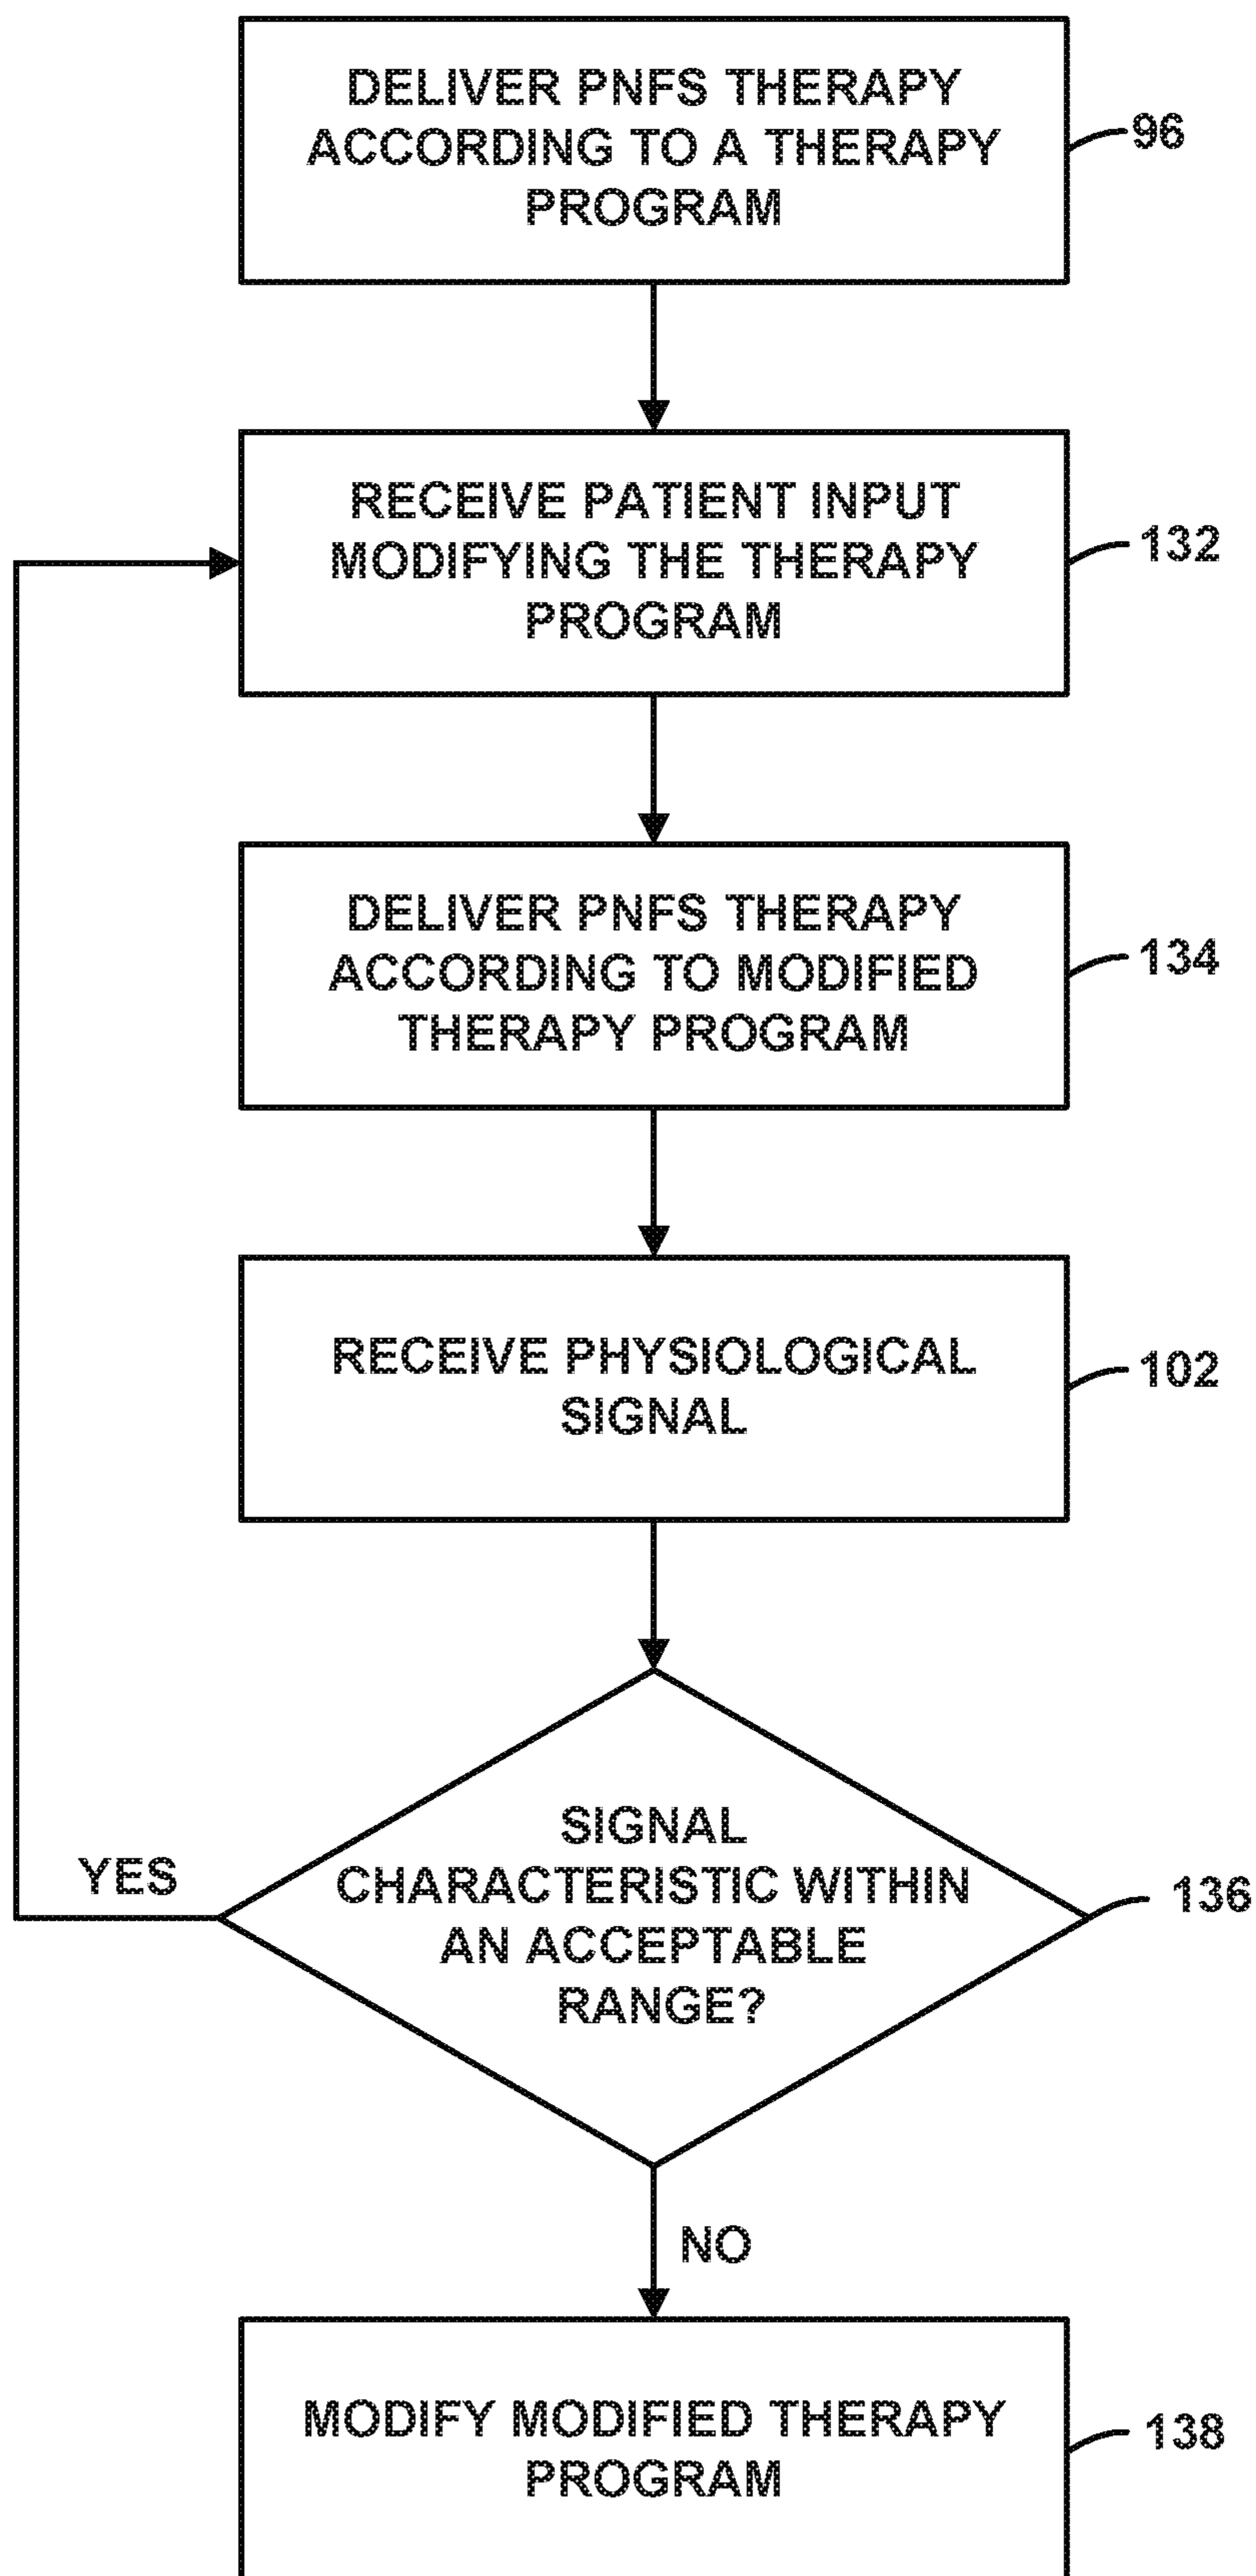 DELIVER PNFS THERAPY
ACCORDING TO A THERAPY
PROGRAM
96
RECEIVE PATIENT INPUT
MODIFYING THE THERAPY
PROGRAM
132
DELIVER PNFS THERAPY
ACCORDING TO MODIFIED
THERAPY PROGRAM
134
RECEIVE PHYSIOLOGICAL
SIGNAL
102
SIGNAL
CHARACTERISTIC WITHIN
AN ACCEPTABLE
RANGE?
136
YES
NO
MODIFY MODIFIED THERAPY
PROGRAM
138